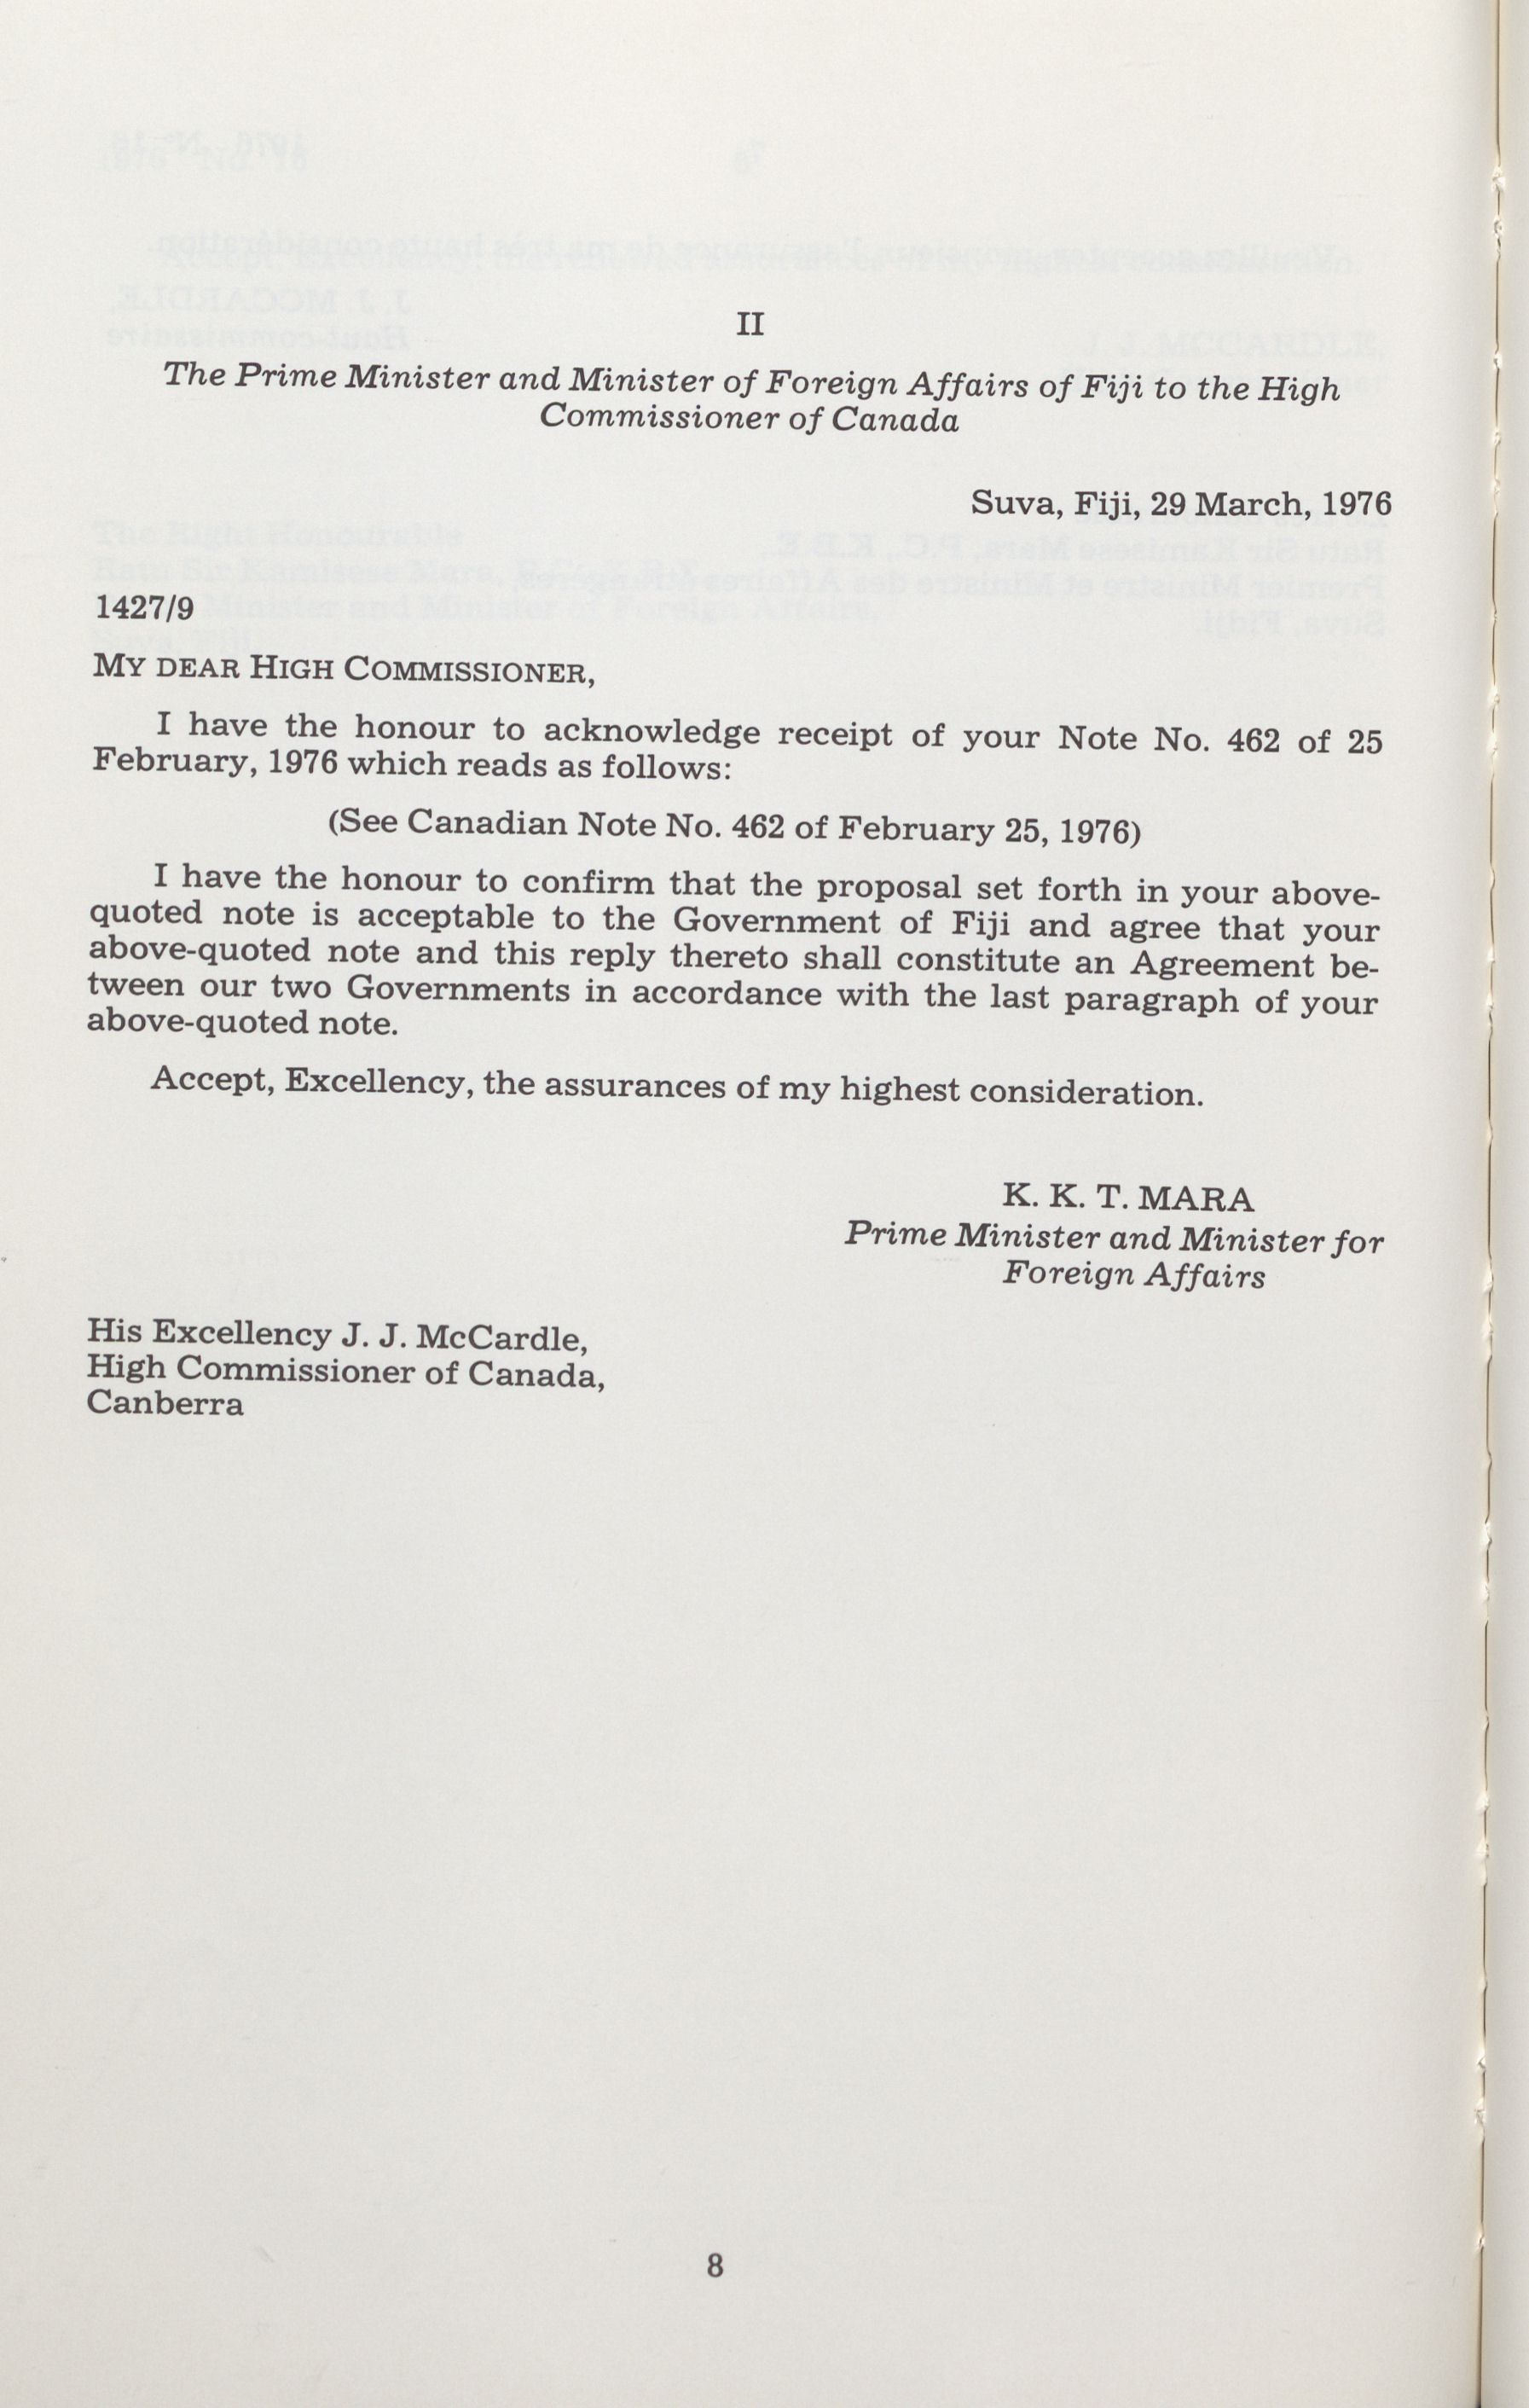 II
The Prime Minister and Minister of Foreign Affairs of Fiji to the High
Commissioner of Canada
Suva, Fiji, 29 March, 1976
1427/9
MY DEAR HIGH COMMISSIONER,
I have the honour to acknowledge receipt of your Note No. 462 of 25
February, 1976 which reads as follows:
(See Canadian Note No. 462 of February 25, 1976)
I have the honour to confirm that the proposal set forth in your above-
quoted note is acceptable to the Government of Fiji and agree that your
above-quoted note and this reply thereto shall constitute an Agreement be-
tween our two Governments in accordance with the last paragraph of your
above-quoted note.
Accept, Excellency, the assurances of my highest consideration.
K. K. T. MARA
Prime Minister and Minister for
Foreign Affairs
His Excellency J. J. McCardle,
High Commissioner of Canada,
Canberra
8